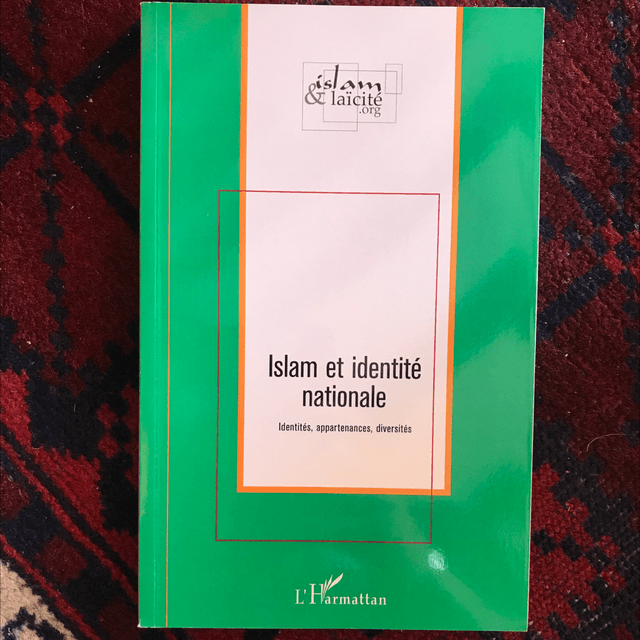 islam
& laïcité
.org
Islam et identité
nationale
Identités, appartenances, diversités
L'Harmattan